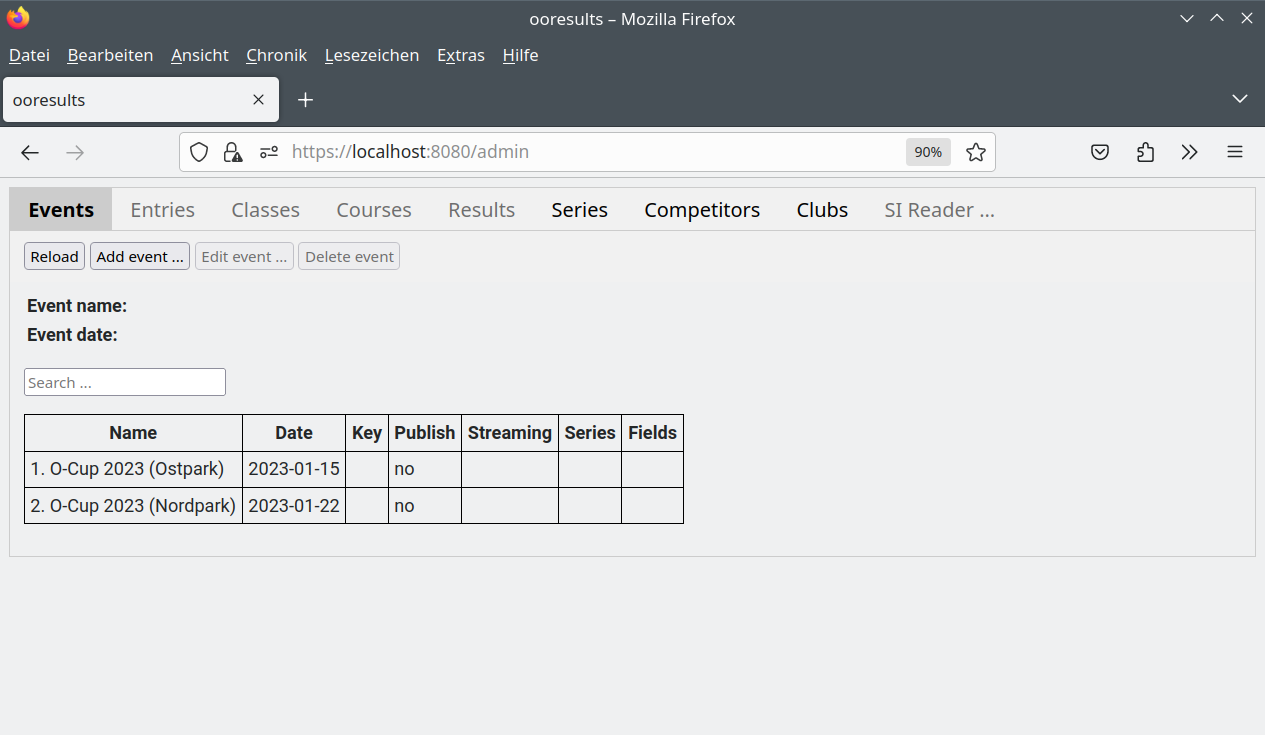 ooresults – Mozilla Firefox
Datei Bearbeiten Ansicht Chronik Lesezeichen Extras Hilfe
ooresults
https://localhost:8080/admin 90%
Events Entries Classes Courses Results Series Competitors Clubs SI Reader ...
Reload Add event ... Edit event ... Delete event
Event name:
Event date:
Search ...
Name Date Key Publish Streaming Series Fields
1. O-Cup 2023 (Ostpark) 2023-01-15 no
2. O-Cup 2023 (Nordpark) 2023-01-22 no